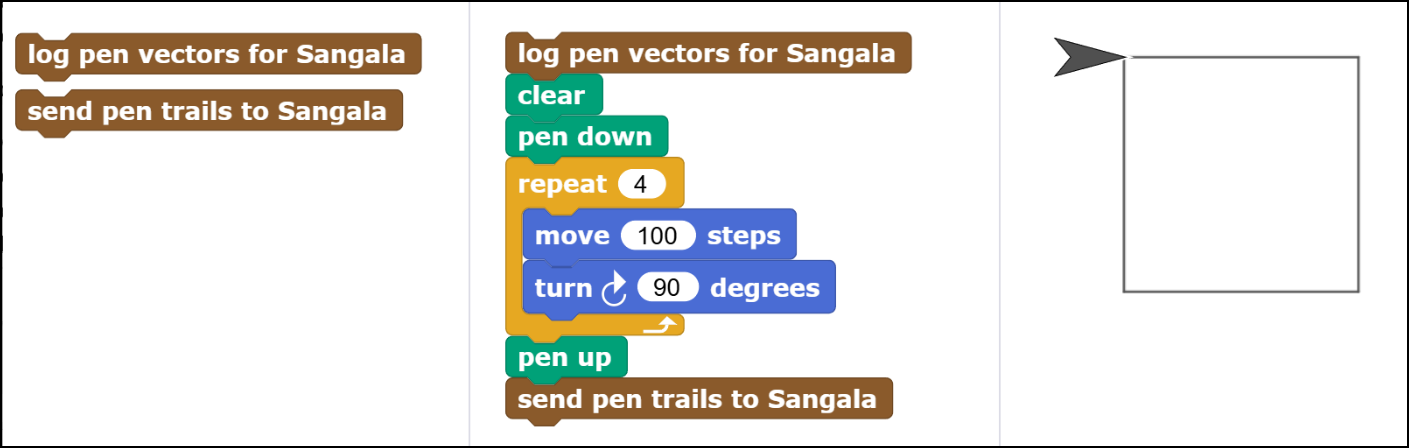 log pen vectors for Sangala
send pen trails to Sangala
log pen vectors for Sangala
clear
pen down
repeat 4
move 100 steps
turn 90 degrees
pen up
send pen trails to Sangala